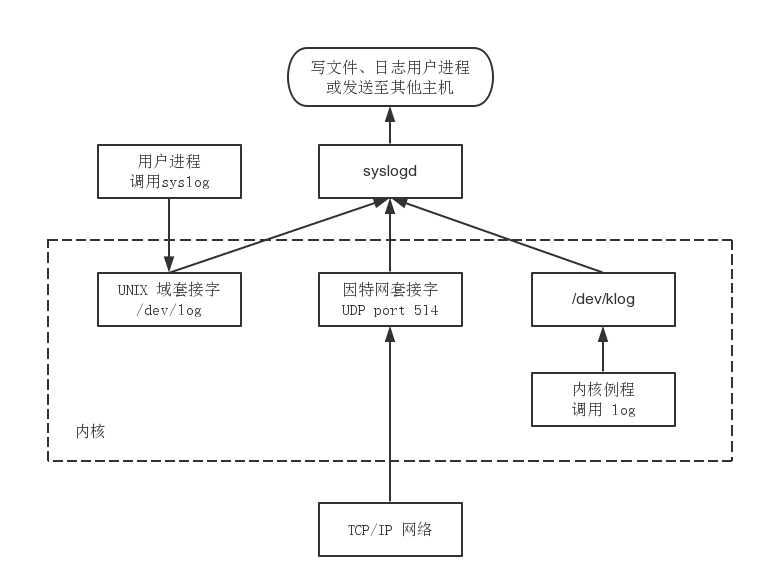 写文件、日志用户进程
或发送至其他主机
用户进程
调用syslog
syslogd
UNIX 域套接字
/dev/log
因特网套接字
UDP port 514
/dev/klog
内核例程
调用 log
内核
TCP/IP 网络